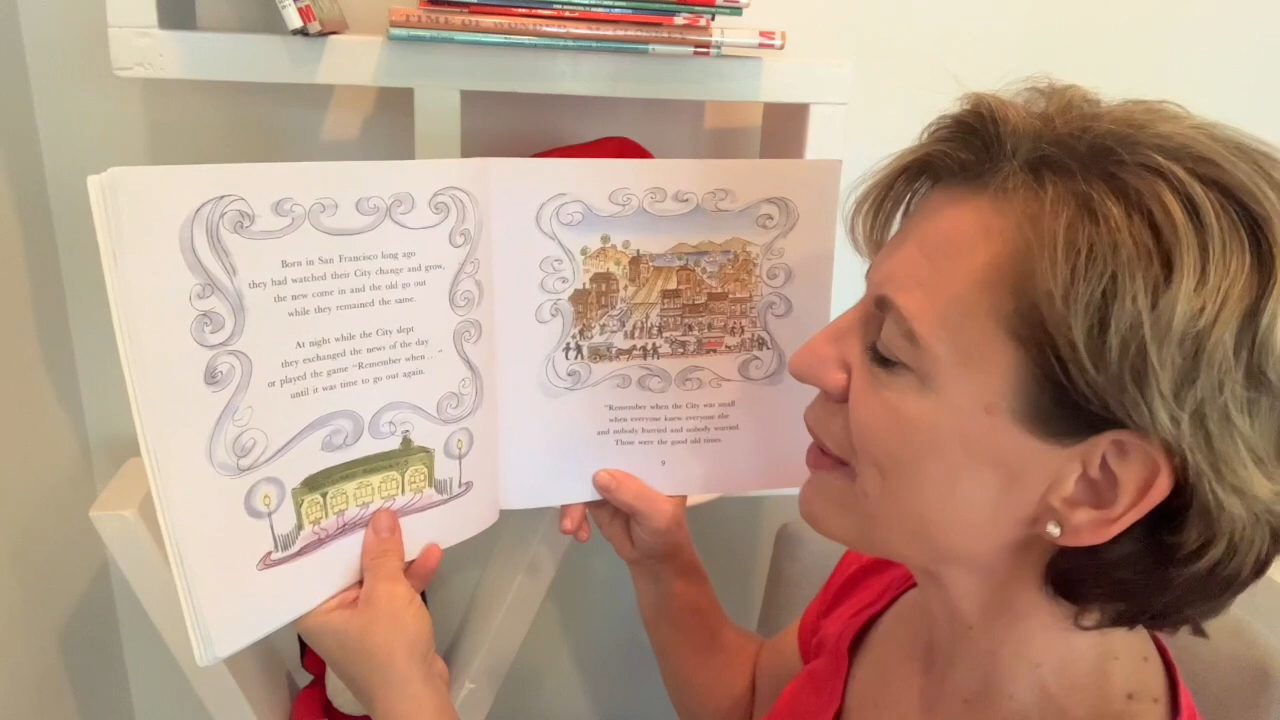 TIME OF WONDER McCLOSKEY
M
M
M
M
Born in San Francisco long ago
they had watched their City change and grow,
the new come in and the old go out
while they remained the same.
At night while the City slept
they exchanged the news of the day
or played the game "Remember when . . "
until it was time to go out again.
"Remember when the City was small
when everyone knew everyone else
and nobody hurried and nobody worried.
Those were the good old times.
9